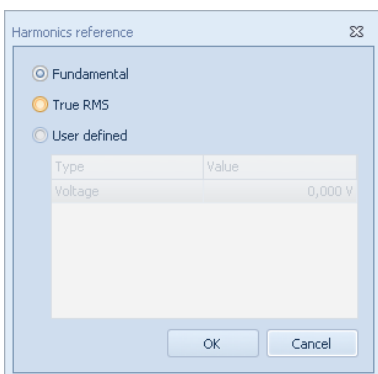 Harmonics reference
Fundamental
True RMS
User defined
Type Value
Voltage 0,000 V
OK Cancel